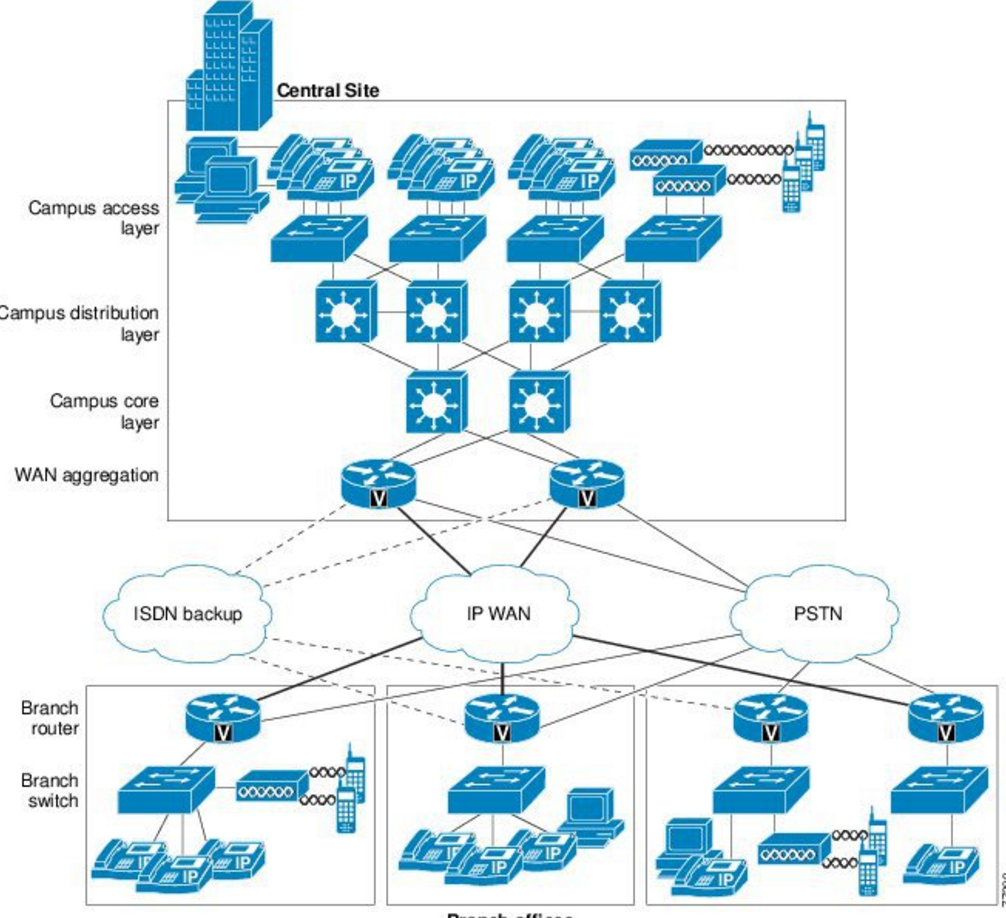 Central Site
IP
IP
IP
Campus access
layer
Campus distribution
layer
Campus core
layer
WAN aggregation
V
V
ISDN backup
IP WAN
PSTN
Branch
router
V
V
V
V
Branch
switch
IP
IP
IP
IP
IP
IP
IP
IP
Branch offices